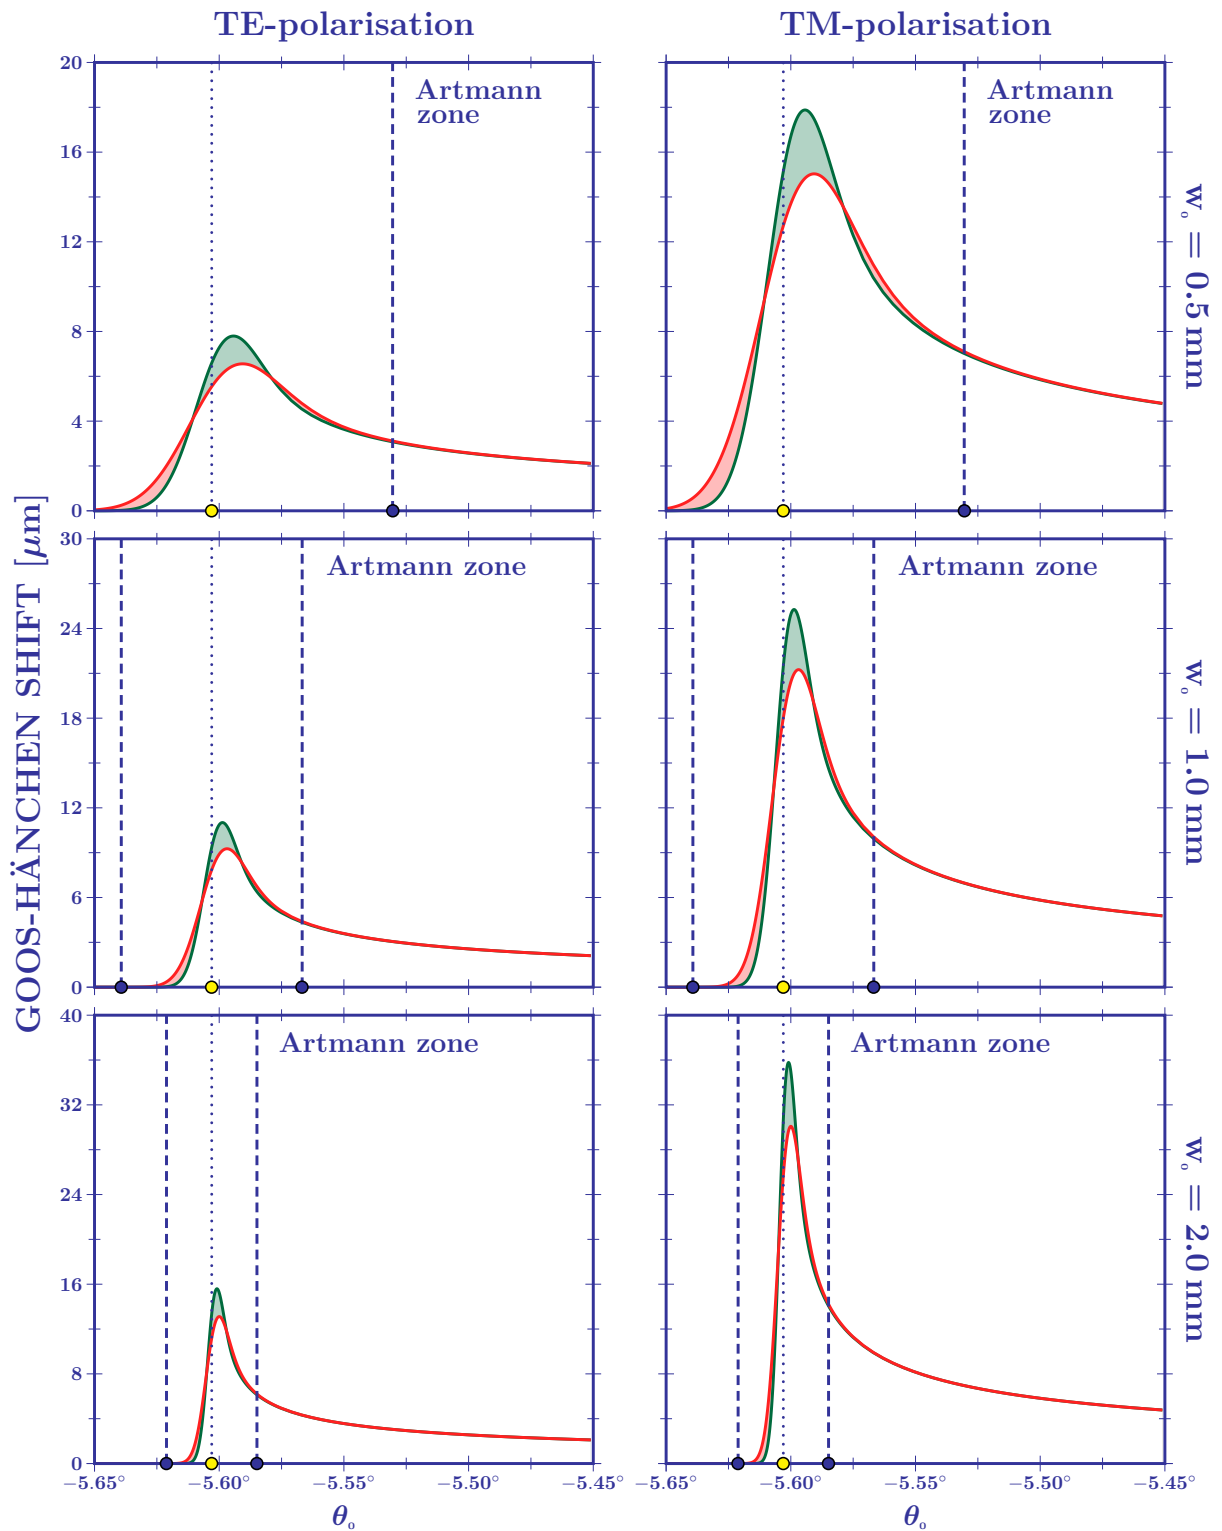 TE-polarisation
TM-polarisation
20
16
12
8
4
0
Artmann
zone
Artmann
zone
w₀ = 0.5 mm
GOOS-HÄNCHEN SHIFT [μm]
30
24
18
12
6
0
Artmann zone
Artmann zone
w₀ = 1.0 mm
40
32
24
16
8
0
Artmann zone
Artmann zone
w₀ = 2.0 mm
−5.65° −5.60° −5.55° −5.50° −5.45°
−5.65° −5.60° −5.55° −5.50° −5.45°
θ₀
θ₀